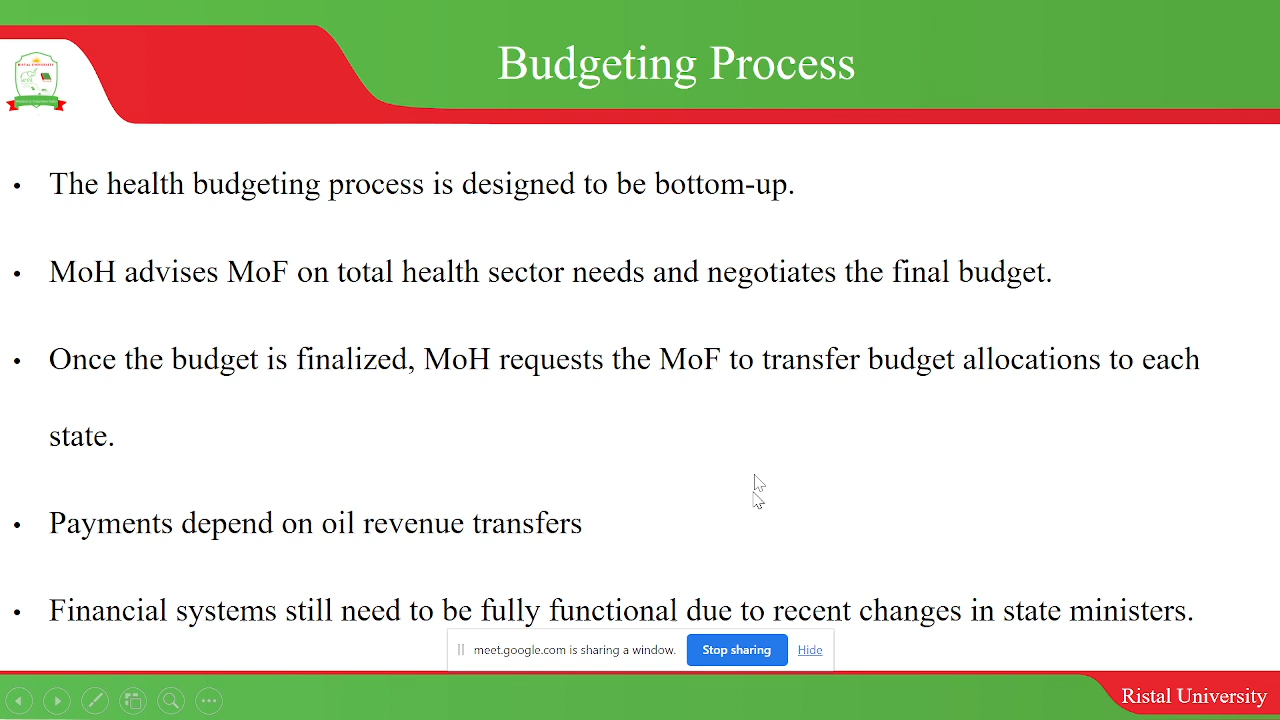 Budgeting Process
RISTAL UNIVERSITY
• The health budgeting process is designed to be bottom-up.
• MoH advises MoF on total health sector needs and negotiates the final budget.
• Once the budget is finalized, MoH requests the MoF to transfer budget allocations to each
state.
• Payments depend on oil revenue transfers
• Financial systems still need to be fully functional due to recent changes in state ministers.
meet.google.com is sharing a window. Stop sharing Hide
Ristal University